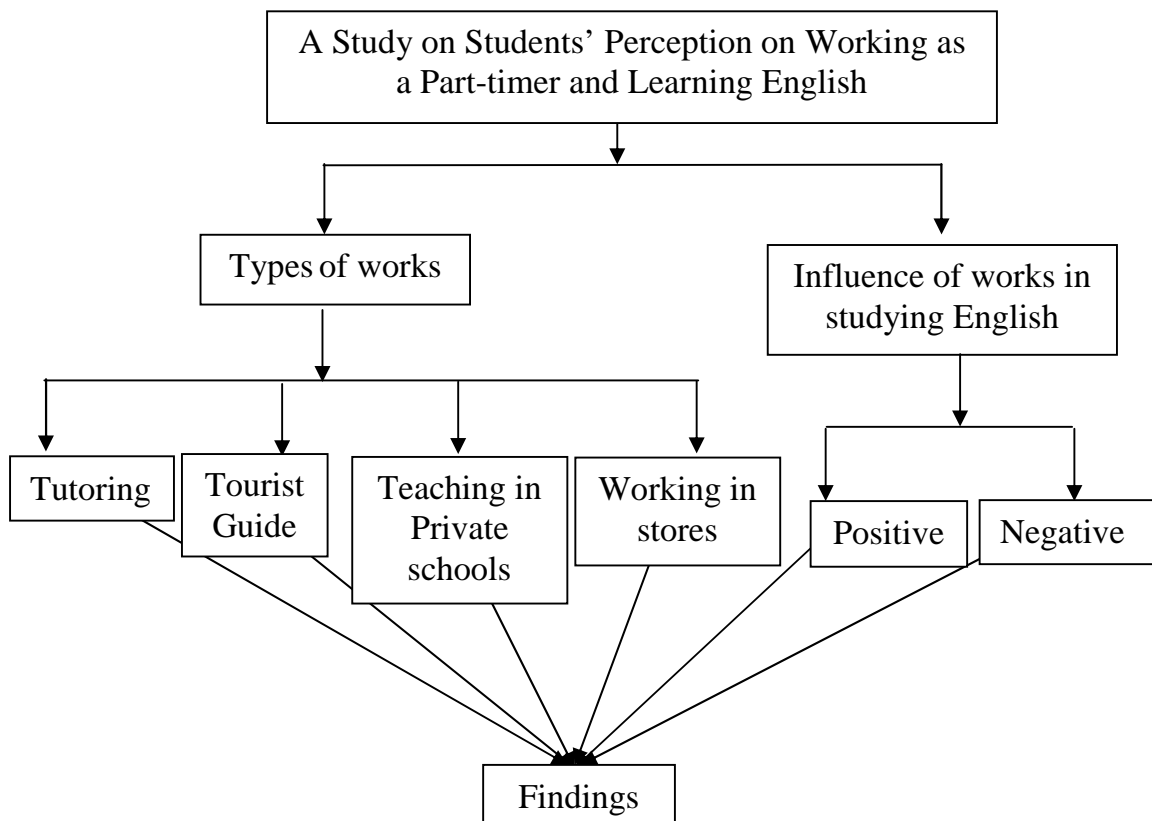 A Study on Students’ Perception on Working as
a Part-timer and Learning English
Types of works
Influence of works in
studying English
Tutoring
Tourist
Guide
Teaching in
Private
schools
Working in
stores
Positive
Negative
Findings